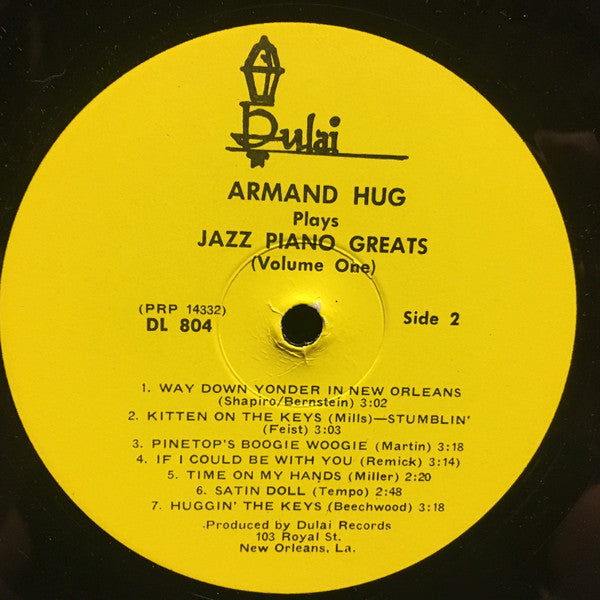 Dulai
ARMAND HUG
Plays
JAZZ PIANO GREATS
(Volume One)
(PRP 14332)
DL 804
Side 2
1. WAY DOWN YONDER IN NEW ORLEANS
(Shapiro/Bernstein) 3:02
2. KITTEN ON THE KEYS (Mills)—STUMBLIN'
(Feist) 3:03
3. PINETOP'S BOOGIE WOOGIE (Martin) 3:18
4. IF I COULD BE WITH YOU (Remick) 3:14)
5. TIME ON MY HANDS (Miller) 2:20
6. SATIN DOLL (Tempo) 2:48
7. HUGGIN' THE KEYS (Beechwood) 3:18
Produced by Dulai Records
103 Royal St.
New Orleans, La.